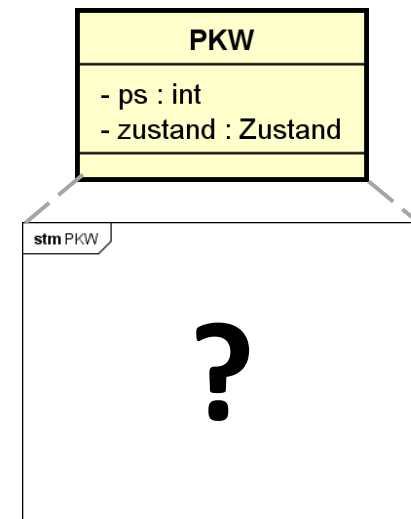 PKW
- ps : int
- zustand : Zustand
stm PKW
?